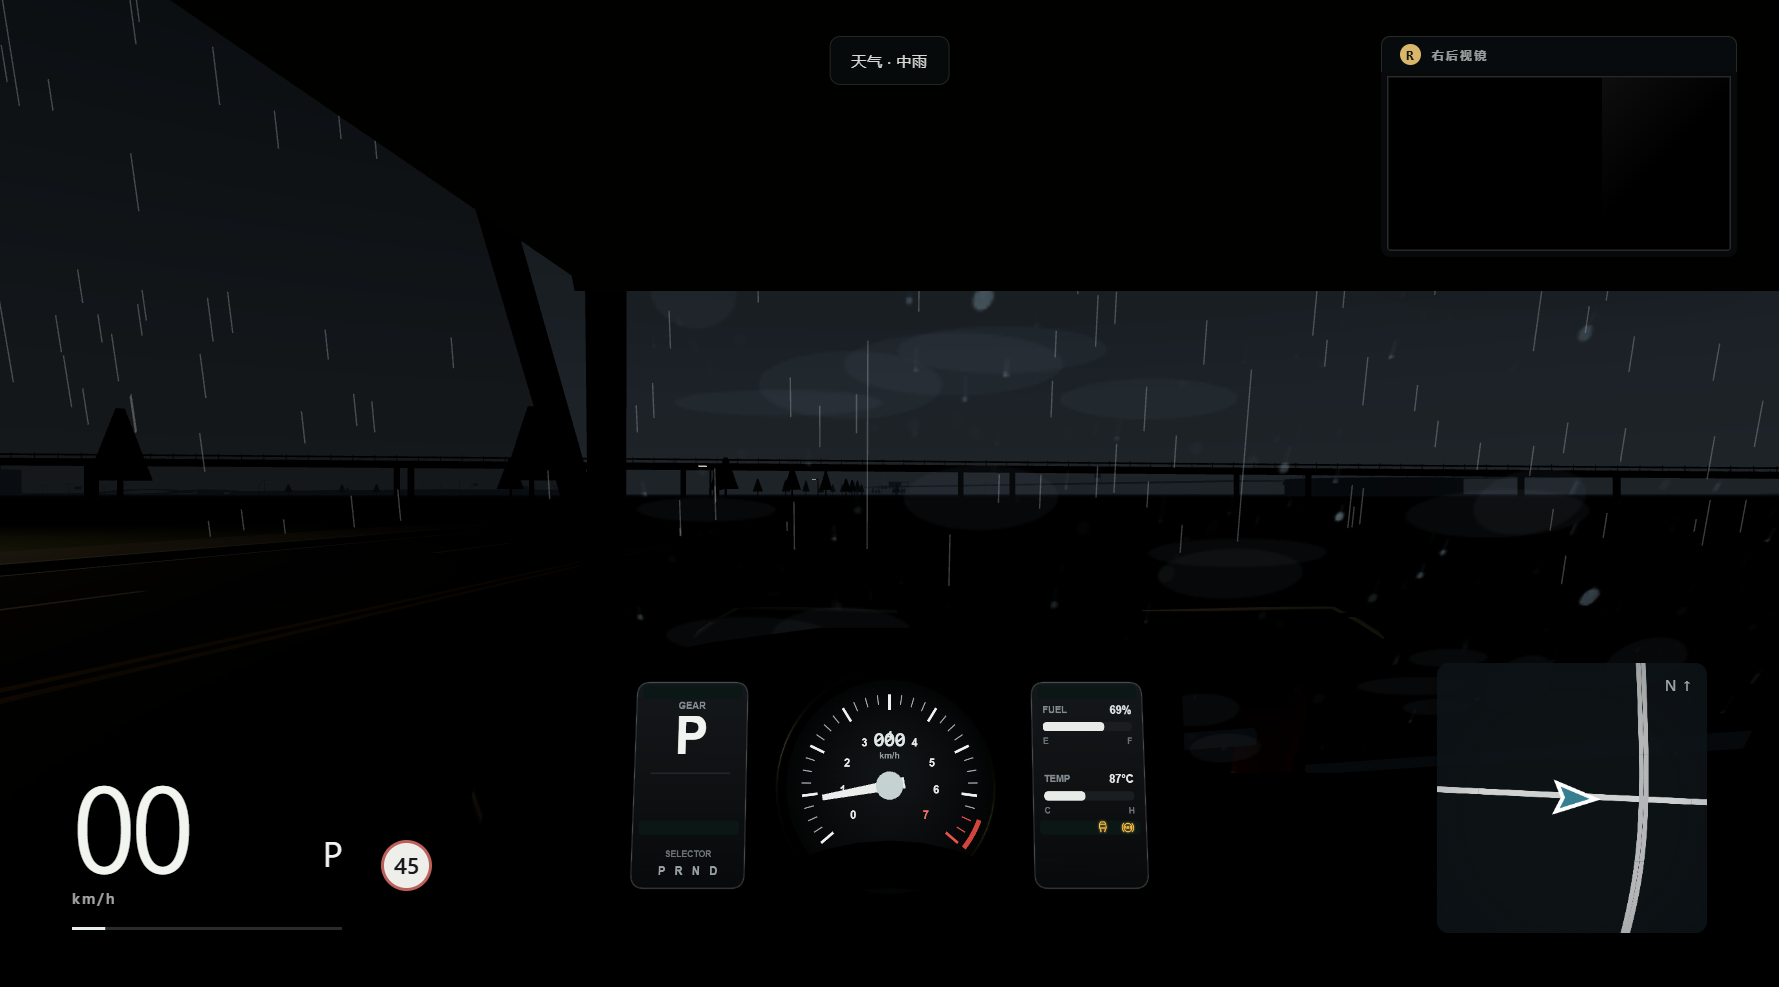 天气 · 中雨
R 右后视镜
N ↑
GEAR
P
SELECTOR
P R N D
000
km/h
0 1 2 3 4 5 6 7
FUEL 69%
E F
TEMP 87°C
C H
00
km/h
P
45